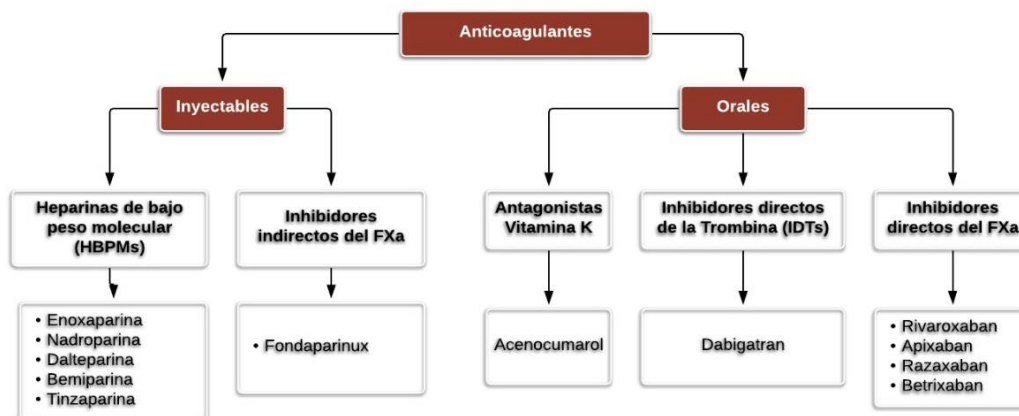 Anticoagulantes
Inyectables
Orales
Heparinas de bajo
peso molecular
(HBPMs)
Inhibidores
indirectos del FXa
Antagonistas
Vitamina K
Inhibidores directos
de la Trombina (IDTs)
Inhibidores
directos del FXa
• Enoxaparina
• Nadroparina
• Dalteparina
• Bemiparina
• Tinzaparina
• Fondaparinux
Acenocumarol
Dabigatran
• Rivaroxaban
• Apixaban
• Razaxaban
• Betrixaban